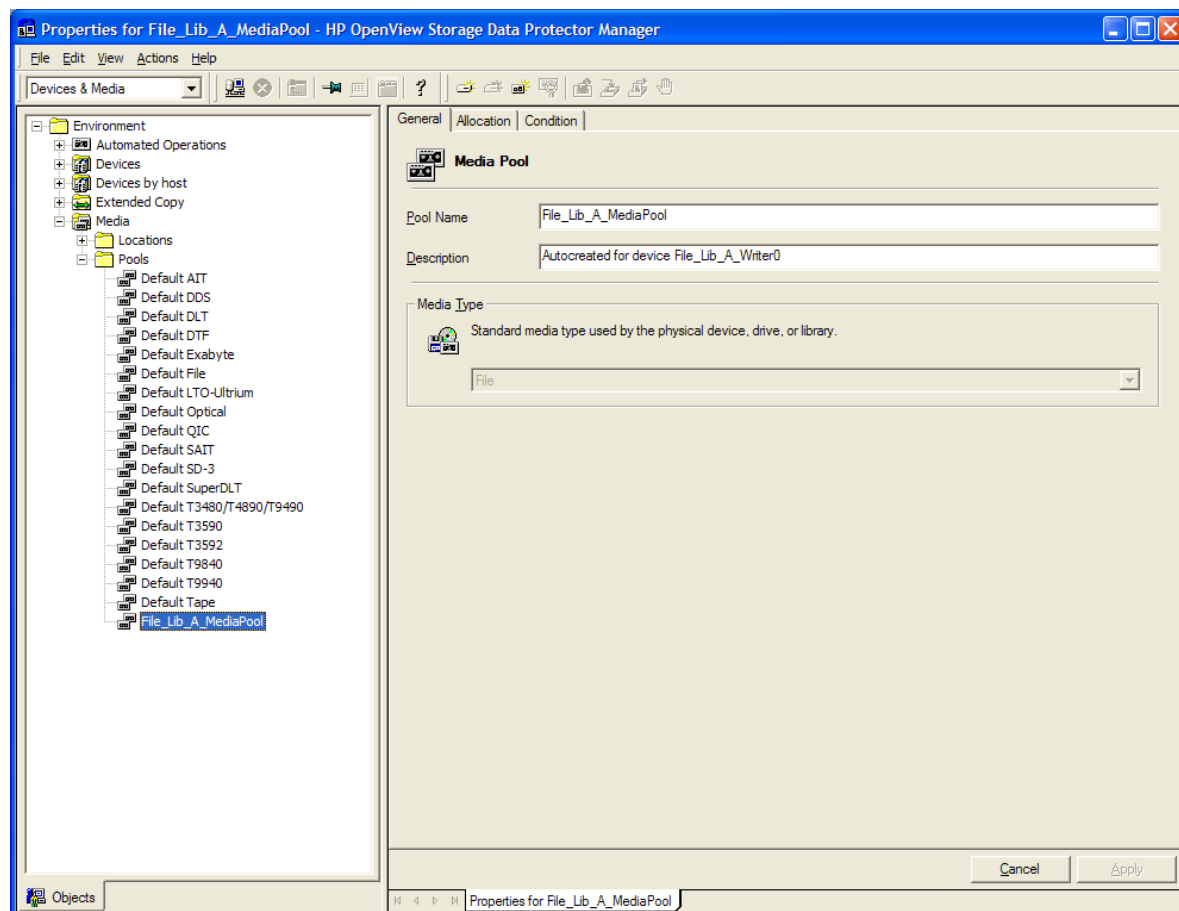 Properties for File_Lib_A_MediaPool - HP OpenView Storage Data Protector Manager
File Edit View Actions Help
Devices & Media
Environment
Automated Operations
Devices
Devices by host
Extended Copy
Media
Locations
Pools
Default AIT
Default DDS
Default DLT
Default DTF
Default Exabyte
Default File
Default LTO-Ultrium
Default Optical
Default QIC
Default SAIT
Default SD-3
Default SuperDLT
Default T3480/T4890/T9490
Default T3590
Default T3592
Default T9840
Default T9940
Default Tape
File_Lib_A_MediaPool
Objects
General Allocation Condition
Media Pool
Pool Name File_Lib_A_MediaPool
Description Autocreated for device File_Lib_A_Writer0
Media Type
Standard media type used by the physical device, drive, or library.
File
Cancel Apply
Properties for File_Lib_A_MediaPool